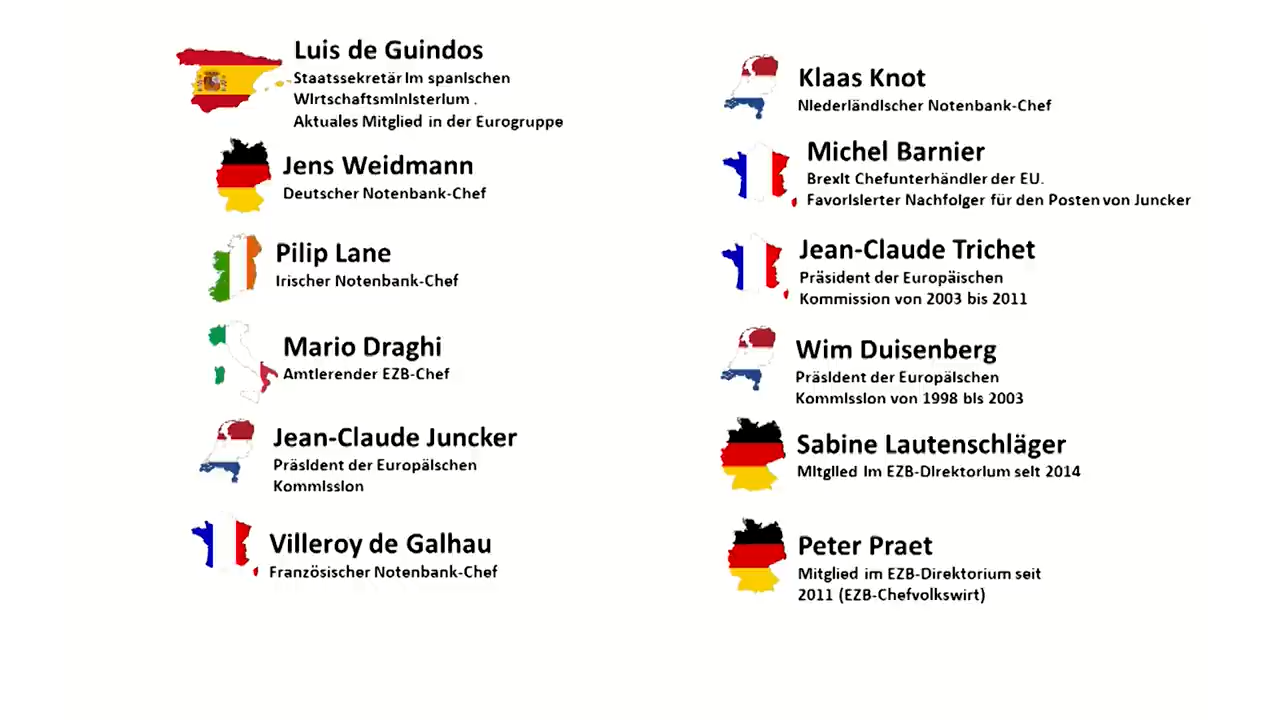 Luis de Guindos
Staatssekretär im spanischen
Wirtschaftsministerium .
Aktuales Mitglied in der Eurogruppe
Jens Weidmann
Deutscher Notenbank-Chef
Pilip Lane
Irischer Notenbank-Chef
Mario Draghi
Amtierender EZB-Chef
Jean-Claude Juncker
Präsident der Europäischen
Kommission
Villeroy de Galhau
Französischer Notenbank-Chef
Klaas Knot
Niederländischer Notenbank-Chef
Michel Barnier
Brexit Chefunterhändler der EU.
Favorisierter Nachfolger für den Posten von Juncker
Jean-Claude Trichet
Präsident der Europäischen
Kommission von 2003 bis 2011
Wim Duisenberg
Präsident der Europäischen
Kommission von 1998 bis 2003
Sabine Lautenschläger
Mitglied im EZB-Direktorium seit 2014
Peter Praet
Mitglied im EZB-Direktorium seit
2011 (EZB-Chefvolkswirt)